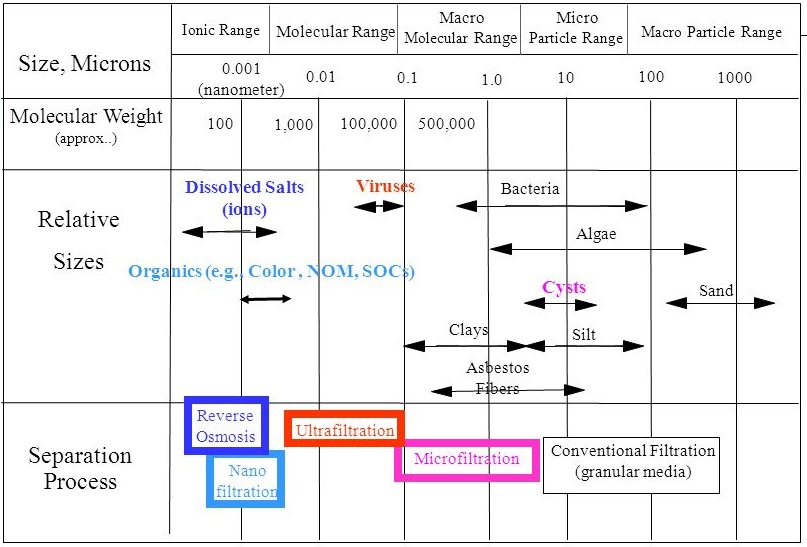 Ionic Range
Molecular Range
Macro
Molecular Range
Micro
Particle Range
Macro Particle Range
Size, Microns
0.001
(nanometer)
0.01
0.1
1.0
10
100
1000
Molecular Weight
(approx..)
100
1,000
100,000
500,000
Relative
Sizes
Dissolved Salts
(ions)
Viruses
Bacteria
Algae
Organics (e.g., Color , NOM, SOCs)
Cysts
Sand
Clays
Silt
Asbestos
Fibers
Separation
Process
Reverse
Osmosis
Ultrafiltration
Nano
filtration
Microfiltration
Conventional Filtration
(granular media)